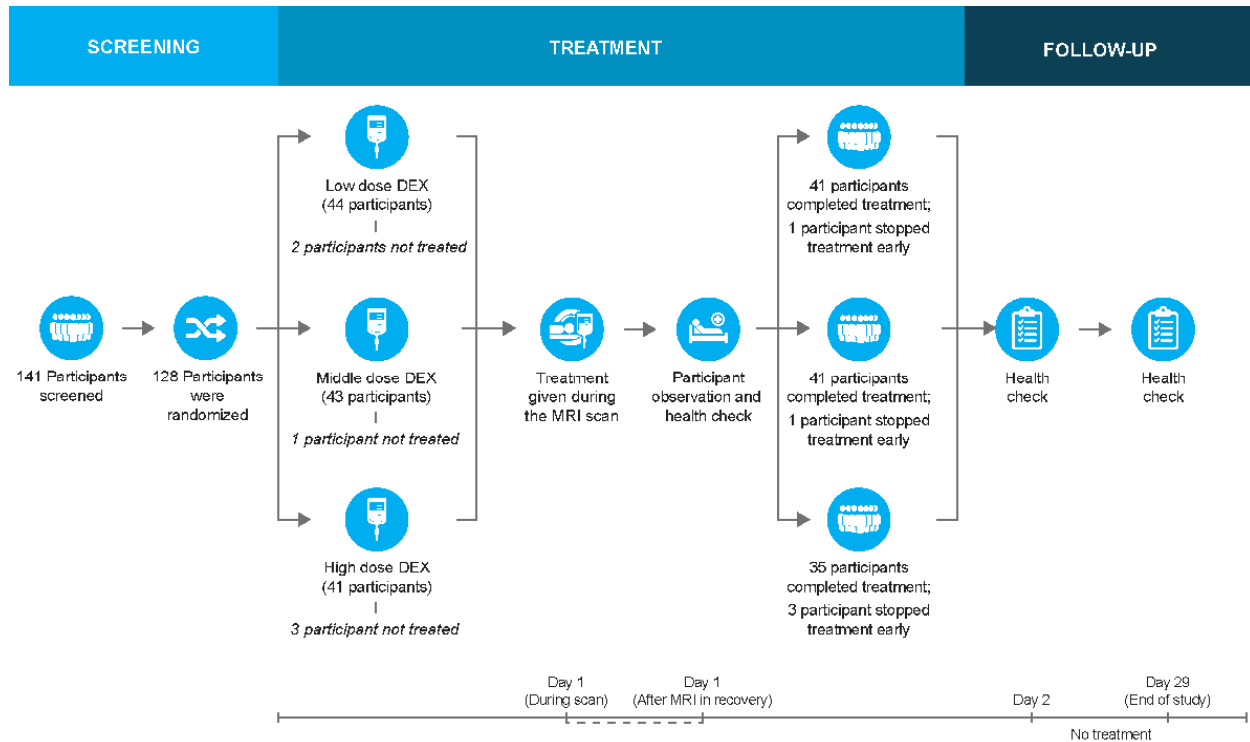 SCREENING
TREATMENT
FOLLOW-UP
141 Participants
screened
128 Participants
were
randomized
Low dose DEX
(44 participants)
2 participants not treated
Middle dose DEX
(43 participants)
1 participant not treated
High dose DEX
(41 participants)
3 participant not treated
Treatment
given during
the MRI scan
Participant
observation and
health check
41 participants
completed treatment;
1 participant stopped
treatment early
41 participants
completed treatment;
1 participant stopped
treatment early
35 participants
completed treatment;
3 participant stopped
treatment early
Health
check
Health
check
Day 1
(During scan)
Day 1
(After MRI in recovery)
Day 2
Day 29
(End of study)
No treatment